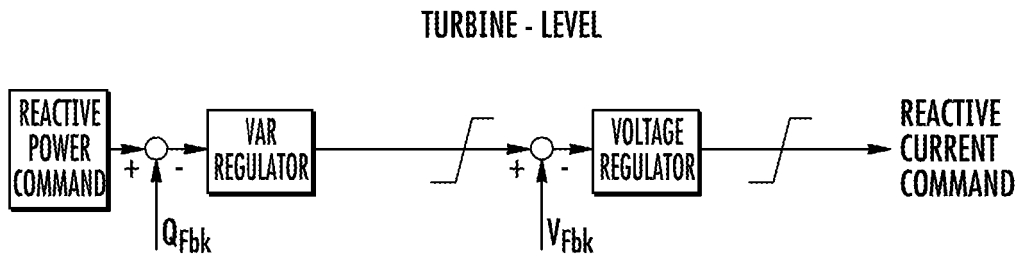 TURBINE - LEVEL
REACTIVE
POWER
COMMAND
+
-
QFbk
VAR
REGULATOR
+
-
VFbk
VOLTAGE
REGULATOR
REACTIVE
CURRENT
COMMAND